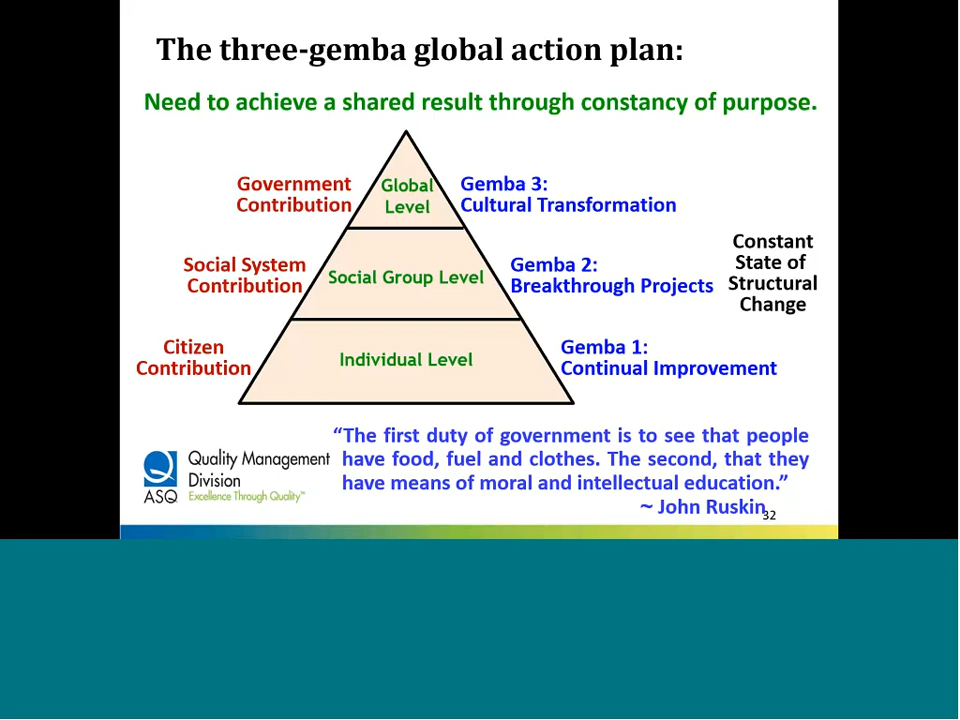 The three-gemba global action plan:
Need to achieve a shared result through constancy of purpose.
Government
Contribution
Global
Level
Gemba 3:
Cultural Transformation
Social System
Contribution
Social Group Level
Gemba 2:
Breakthrough Projects
Constant
State of
Structural
Change
Citizen
Contribution
Individual Level
Gemba 1:
Continual Improvement
“The first duty of government is to see that people
have food, fuel and clothes. The second, that they
have means of moral and intellectual education.”
~ John Ruskin
ASQ
Quality Management
Division
Excellence Through Quality™
32